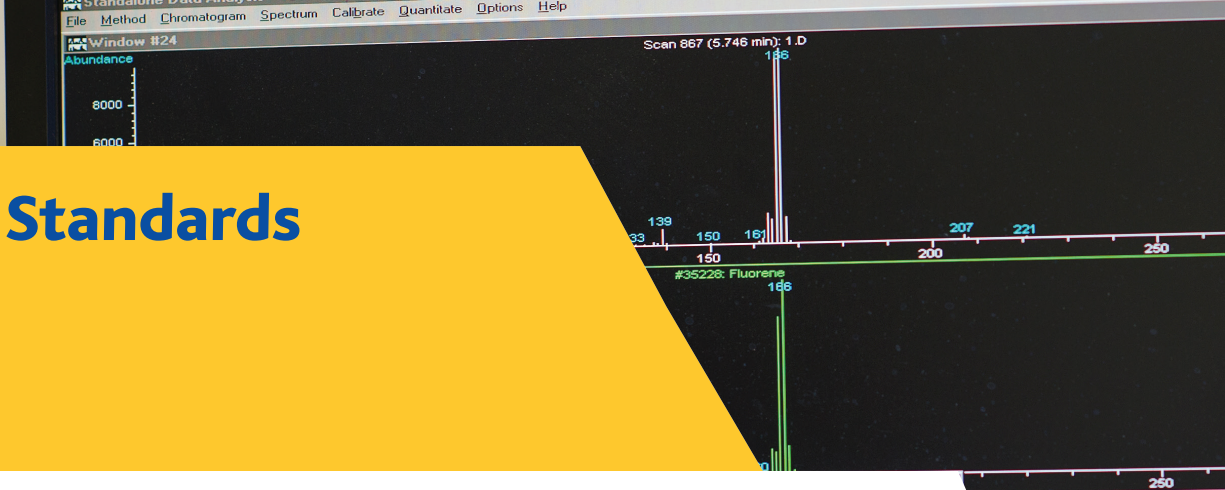 Standalone Data Analysis
File Method Chromatogram Spectrum Calibrate Quantitate Options Help
Window #24
Scan 867 (5.746 min): 1.D
Abundance
166
8000
6000
Standards
139
33 150 161 207 221
150 200 250
#35228: Fluorene
166
250